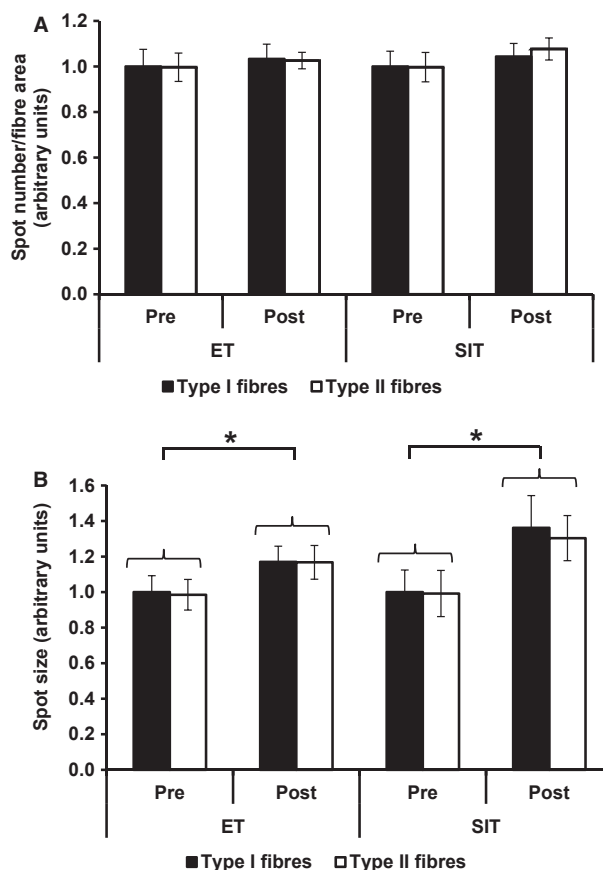 A
Spot number/fibre area
(arbitrary units)
1.2
1.0
0.8
0.6
0.4
0.2
0.0
Pre Post Pre Post
ET SIT
■Type I fibres □Type II fibres
B
* *
Spot size (arbitrary units)
1.6
1.4
1.2
1.0
0.8
0.6
0.4
0.2
0.0
Pre Post Pre Post
ET SIT
■Type I fibres □Type II fibres